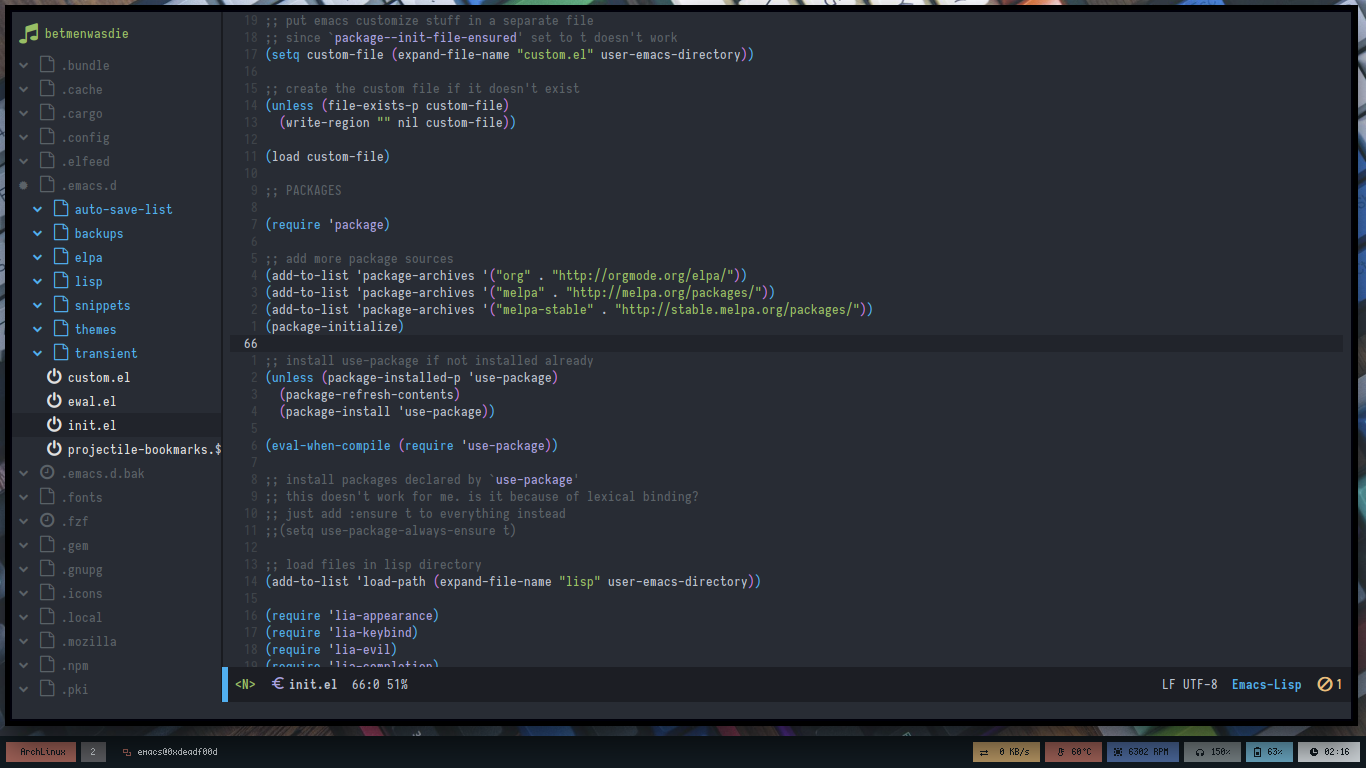 betmenwasdie
.bundle
.cache
.cargo
.config
.elfeed
.emacs.d
auto-save-list
backups
elpa
lisp
snippets
themes
transient
custom.el
ewal.el
init.el
projectile-bookmarks.$
.emacs.d.bak
.fonts
.fzf
.gem
.gnupg
.icons
.local
.mozilla
.npm
.pki
19 ;; put emacs customize stuff in a separate file
18 ;; since `package--init-file-ensured' set to t doesn't work
17 (setq custom-file (expand-file-name "custom.el" user-emacs-directory))
16
15 ;; create the custom file if it doesn't exist
14 (unless (file-exists-p custom-file)
13 (write-region "" nil custom-file))
12
11 (load custom-file)
10
9 ;; PACKAGES
8
7 (require 'package)
6
5 ;; add more package sources
4 (add-to-list 'package-archives '("org" . "http://orgmode.org/elpa/"))
3 (add-to-list 'package-archives '("melpa" . "http://melpa.org/packages/"))
2 (add-to-list 'package-archives '("melpa-stable" . "http://stable.melpa.org/packages/"))
1 (package-initialize)
66
1 ;; install use-package if not installed already
2 (unless (package-installed-p 'use-package)
3 (package-refresh-contents)
4 (package-install 'use-package))
5
6 (eval-when-compile (require 'use-package))
7
8 ;; install packages declared by `use-package'
9 ;; this doesn't work for me. is it because of lexical binding?
10 ;; just add :ensure t to everything instead
11 ;;(setq use-package-always-ensure t)
12
13 ;; load files in lisp directory
14 (add-to-list 'load-path (expand-file-name "lisp" user-emacs-directory))
15
16 (require 'lia-appearance)
17 (require 'lia-keybind)
18 (require 'lia-evil)
19 (require 'lia-completion)
<N> € init.el 66:0 51% LF UTF-8 Emacs-Lisp 1
ArchLinux 2 emacs@0xdeadf00d 0 KB/s 60°C 6302 RPM 150% 63% 02:16